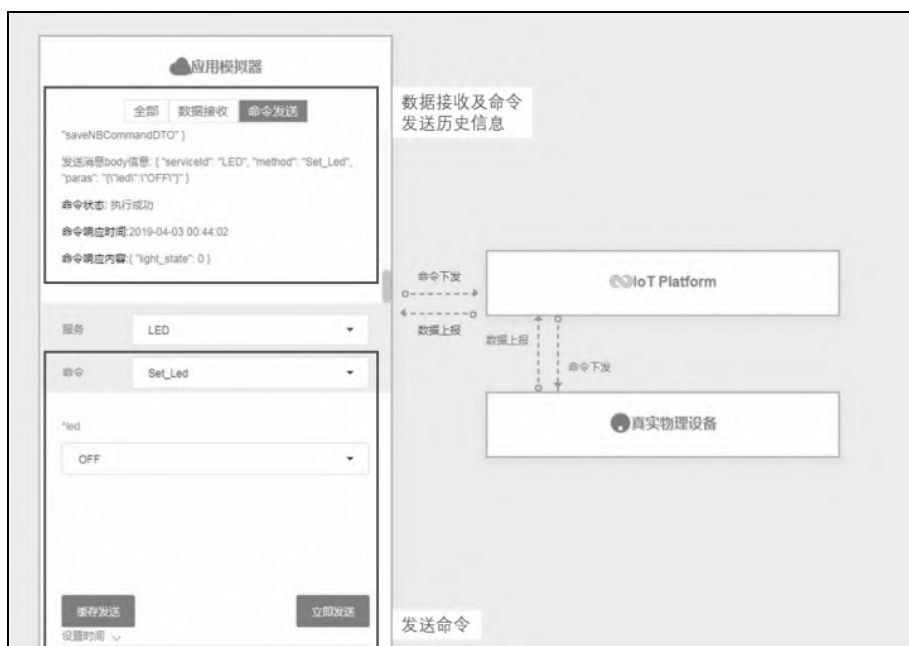 应用模拟器
全部 数据接收 命令发送
"saveNBCommandDTO" }
发送消息body信息: { "serviceId": "LED", "method": "Set_Led",
"paras": "{\"led\":\"OFF\"}" }
命令状态: 执行成功
命令响应时间:2019-04-03 00:44:02
命令响应内容:{ "light_state": 0 }
服务 LED
命令 Set_Led
*led
OFF
缓存发送 立即发送
设置时间
数据接收及命令
发送历史信息
命令下发
数据上报
IoT Platform
数据上报
命令下发
真实物理设备
发送命令